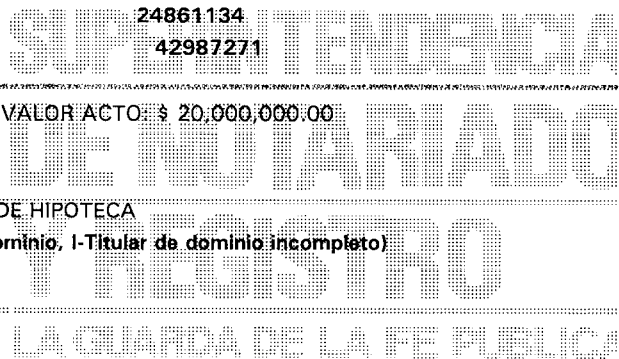 24861134
42987271
SUPERINTENDENCIA
VALOR ACTO: $ 20,000,000.00
DE NOTARIADO
DE HIPOTECA
ominio, I-Titular de dominio incompleto)
Y REGISTRO
LA GUARDA DE LA FE PUBLICA